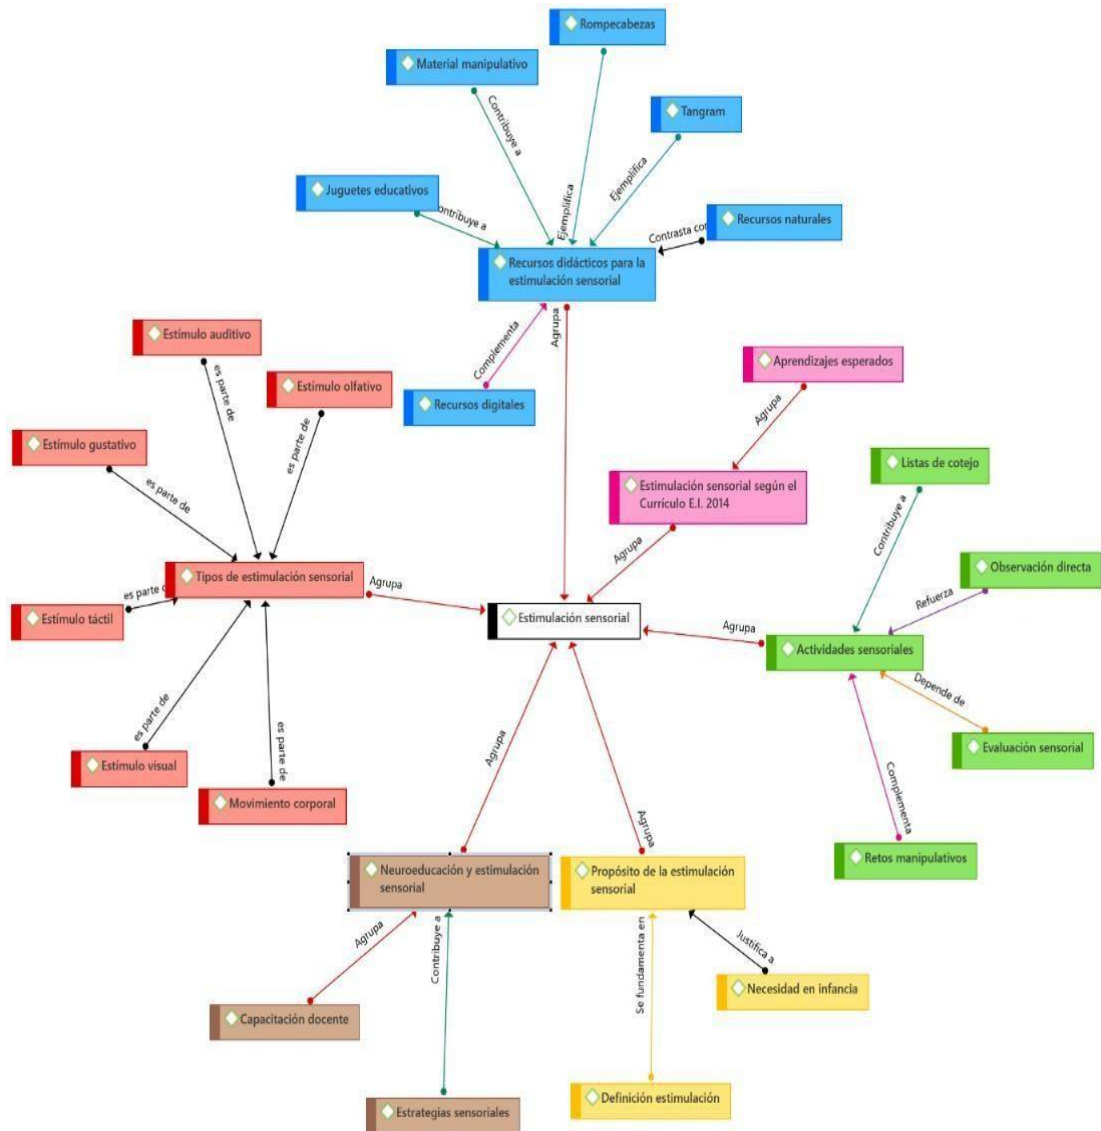 Rompecabezas
Material manipulativo
Tangram
Contribuye a
Ejemplifica
Ejemplifica
Juguetes educativos
ontribuye a
Recursos naturales
Contrasta con
Recursos didácticos para la
estimulación sensorial
Complementa
Agrupa
Recursos digitales
Estímulo auditivo
es parte de
Estímulo olfativo
es parte de
Estímulo gustativo
es parte de
Aprendizajes esperados
Agrupa
Estimulación sensorial según el
Currículo E.I. 2014
Agrupa
Listas de cotejo
Contribuye a
Observación directa
Refuerza
Tipos de estimulación sensorial
Agrupa
Estímulo táctil
es parte d
Estimulación sensorial
Agrupa
Actividades sensoriales
Depende de
Evaluación sensorial
es parte de
Estímulo visual
es parte de
Movimiento corporal
Agrupa
Agrupa
Complementa
Retos manipulativos
Neuroeducación y estimulación
sensorial
Propósito de la estimulación
sensorial
Agrupa
Contribuye a
Se fundamenta en
Justifica a
Necesidad en infancia
Capacitación docente
Estrategias sensoriales
Definición estimulación